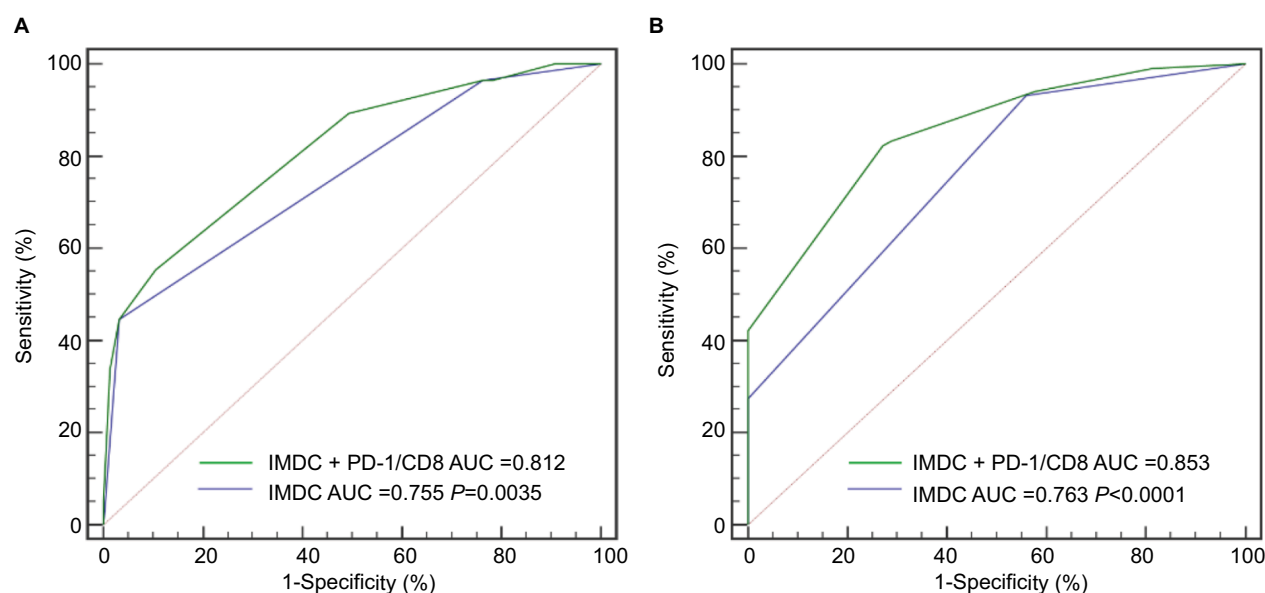 A
100
80
60
40
20
0
Sensitivity (%)
IMDC + PD-1/CD8 AUC =0.812
IMDC AUC =0.755 P=0.0035
0 20 40 60 80 100
1-Specificity (%)
B
100
80
60
40
20
0
Sensitivity (%)
IMDC + PD-1/CD8 AUC =0.853
IMDC AUC =0.763 P<0.0001
0 20 40 60 80 100
1-Specificity (%)